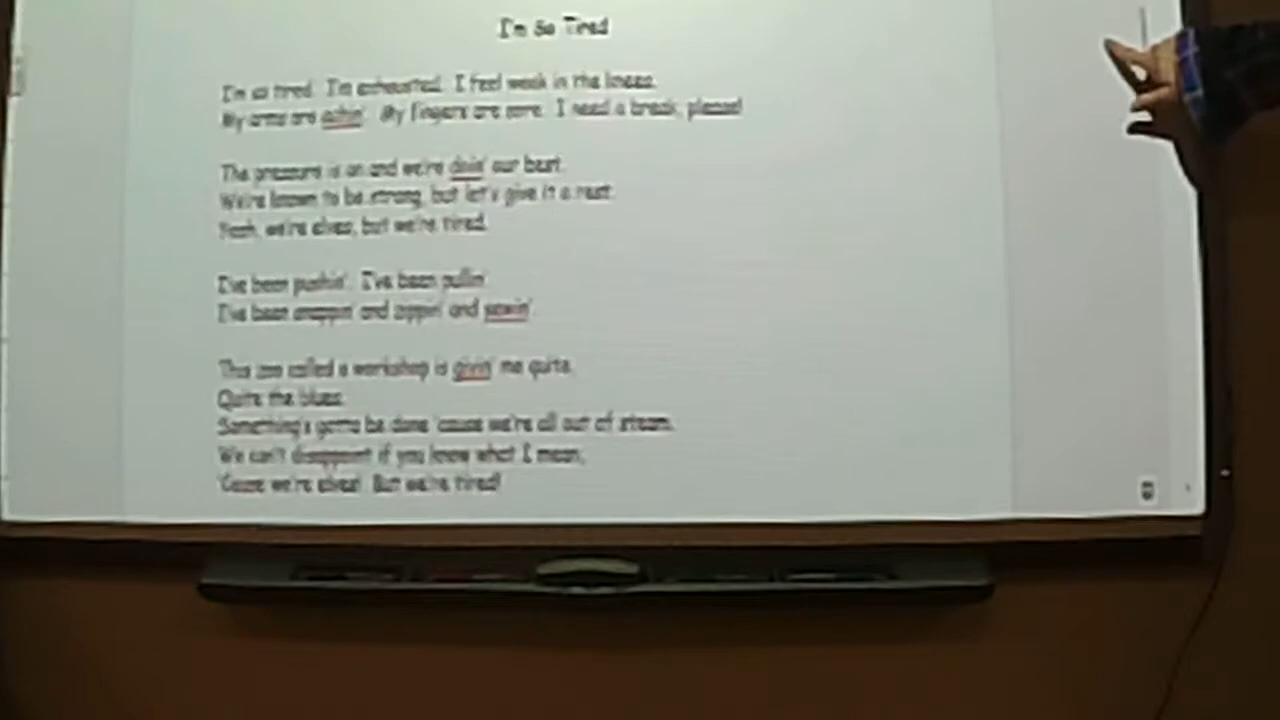 I'm So Tired
I'm so tired. I'm exhausted. I feel weak in the knees.
My arms are achin'. My fingers are sore. I need a break, please!
The pressure is on and we're doin' our best.
We're known to be strong, but let's give it a rest.
Yeah, we're elves, but we're tired.
I've been pushin'. I've been pullin'.
I've been snappin' and zippin' and sewin'.
This zoo called a workshop is givin' me quite,
Quite the blues.
Something's gotta be done 'cause we're all out of steam.
We can't disappoint if you know what I mean,
'Cause we're elves! But we're tired!